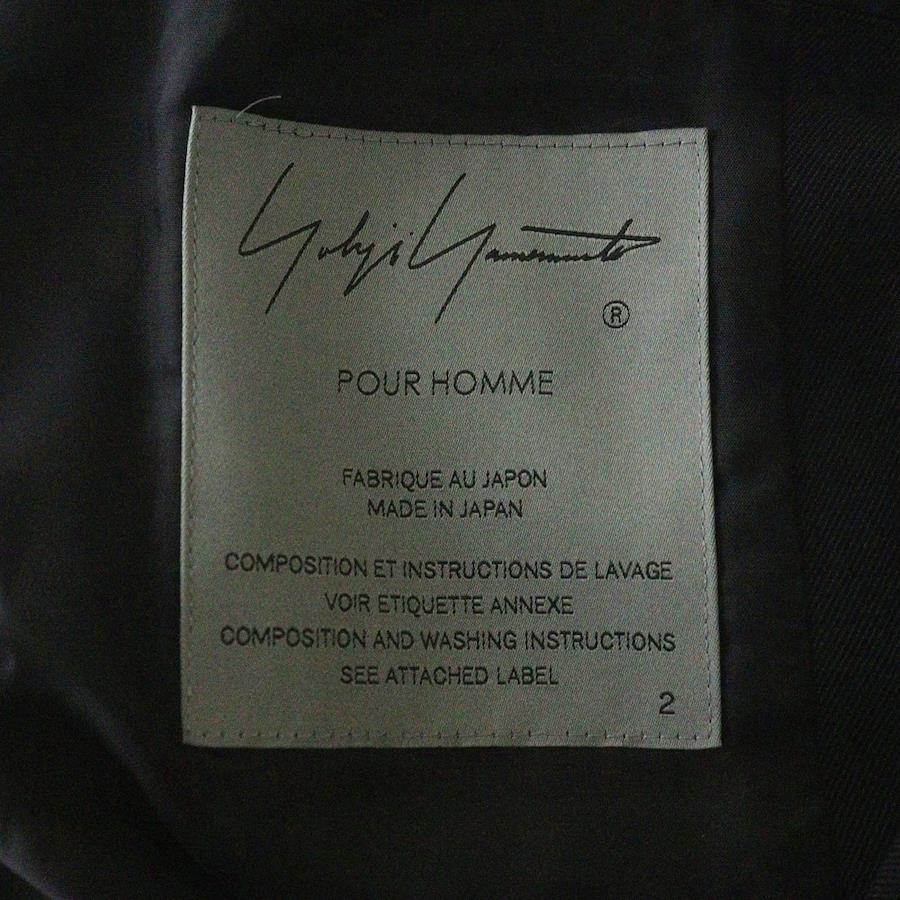 Yohji Yamamoto
®
POUR HOMME
FABRIQUE AU JAPON
MADE IN JAPAN
COMPOSITION ET INSTRUCTIONS DE LAVAGE
VOIR ETIQUETTE ANNEXE
COMPOSITION AND WASHING INSTRUCTIONS
SEE ATTACHED LABEL
2